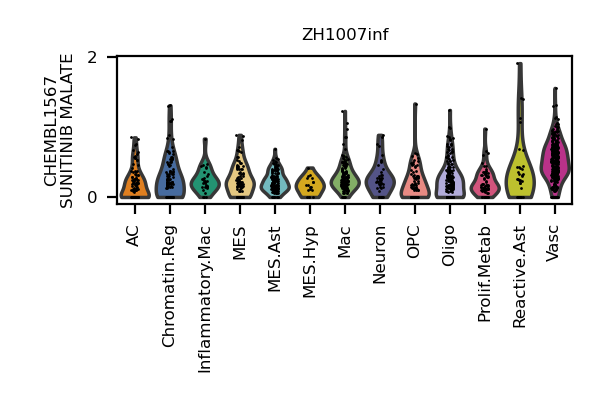 ZH1007inf
CHEMBL1567
SUNITINIB MALATE
2
0
AC
Chromatin.Reg
Inflammatory.Mac
MES
MES.Ast
MES.Hyp
Mac
Neuron
OPC
Oligo
Prolif.Metab
Reactive.Ast
Vasc